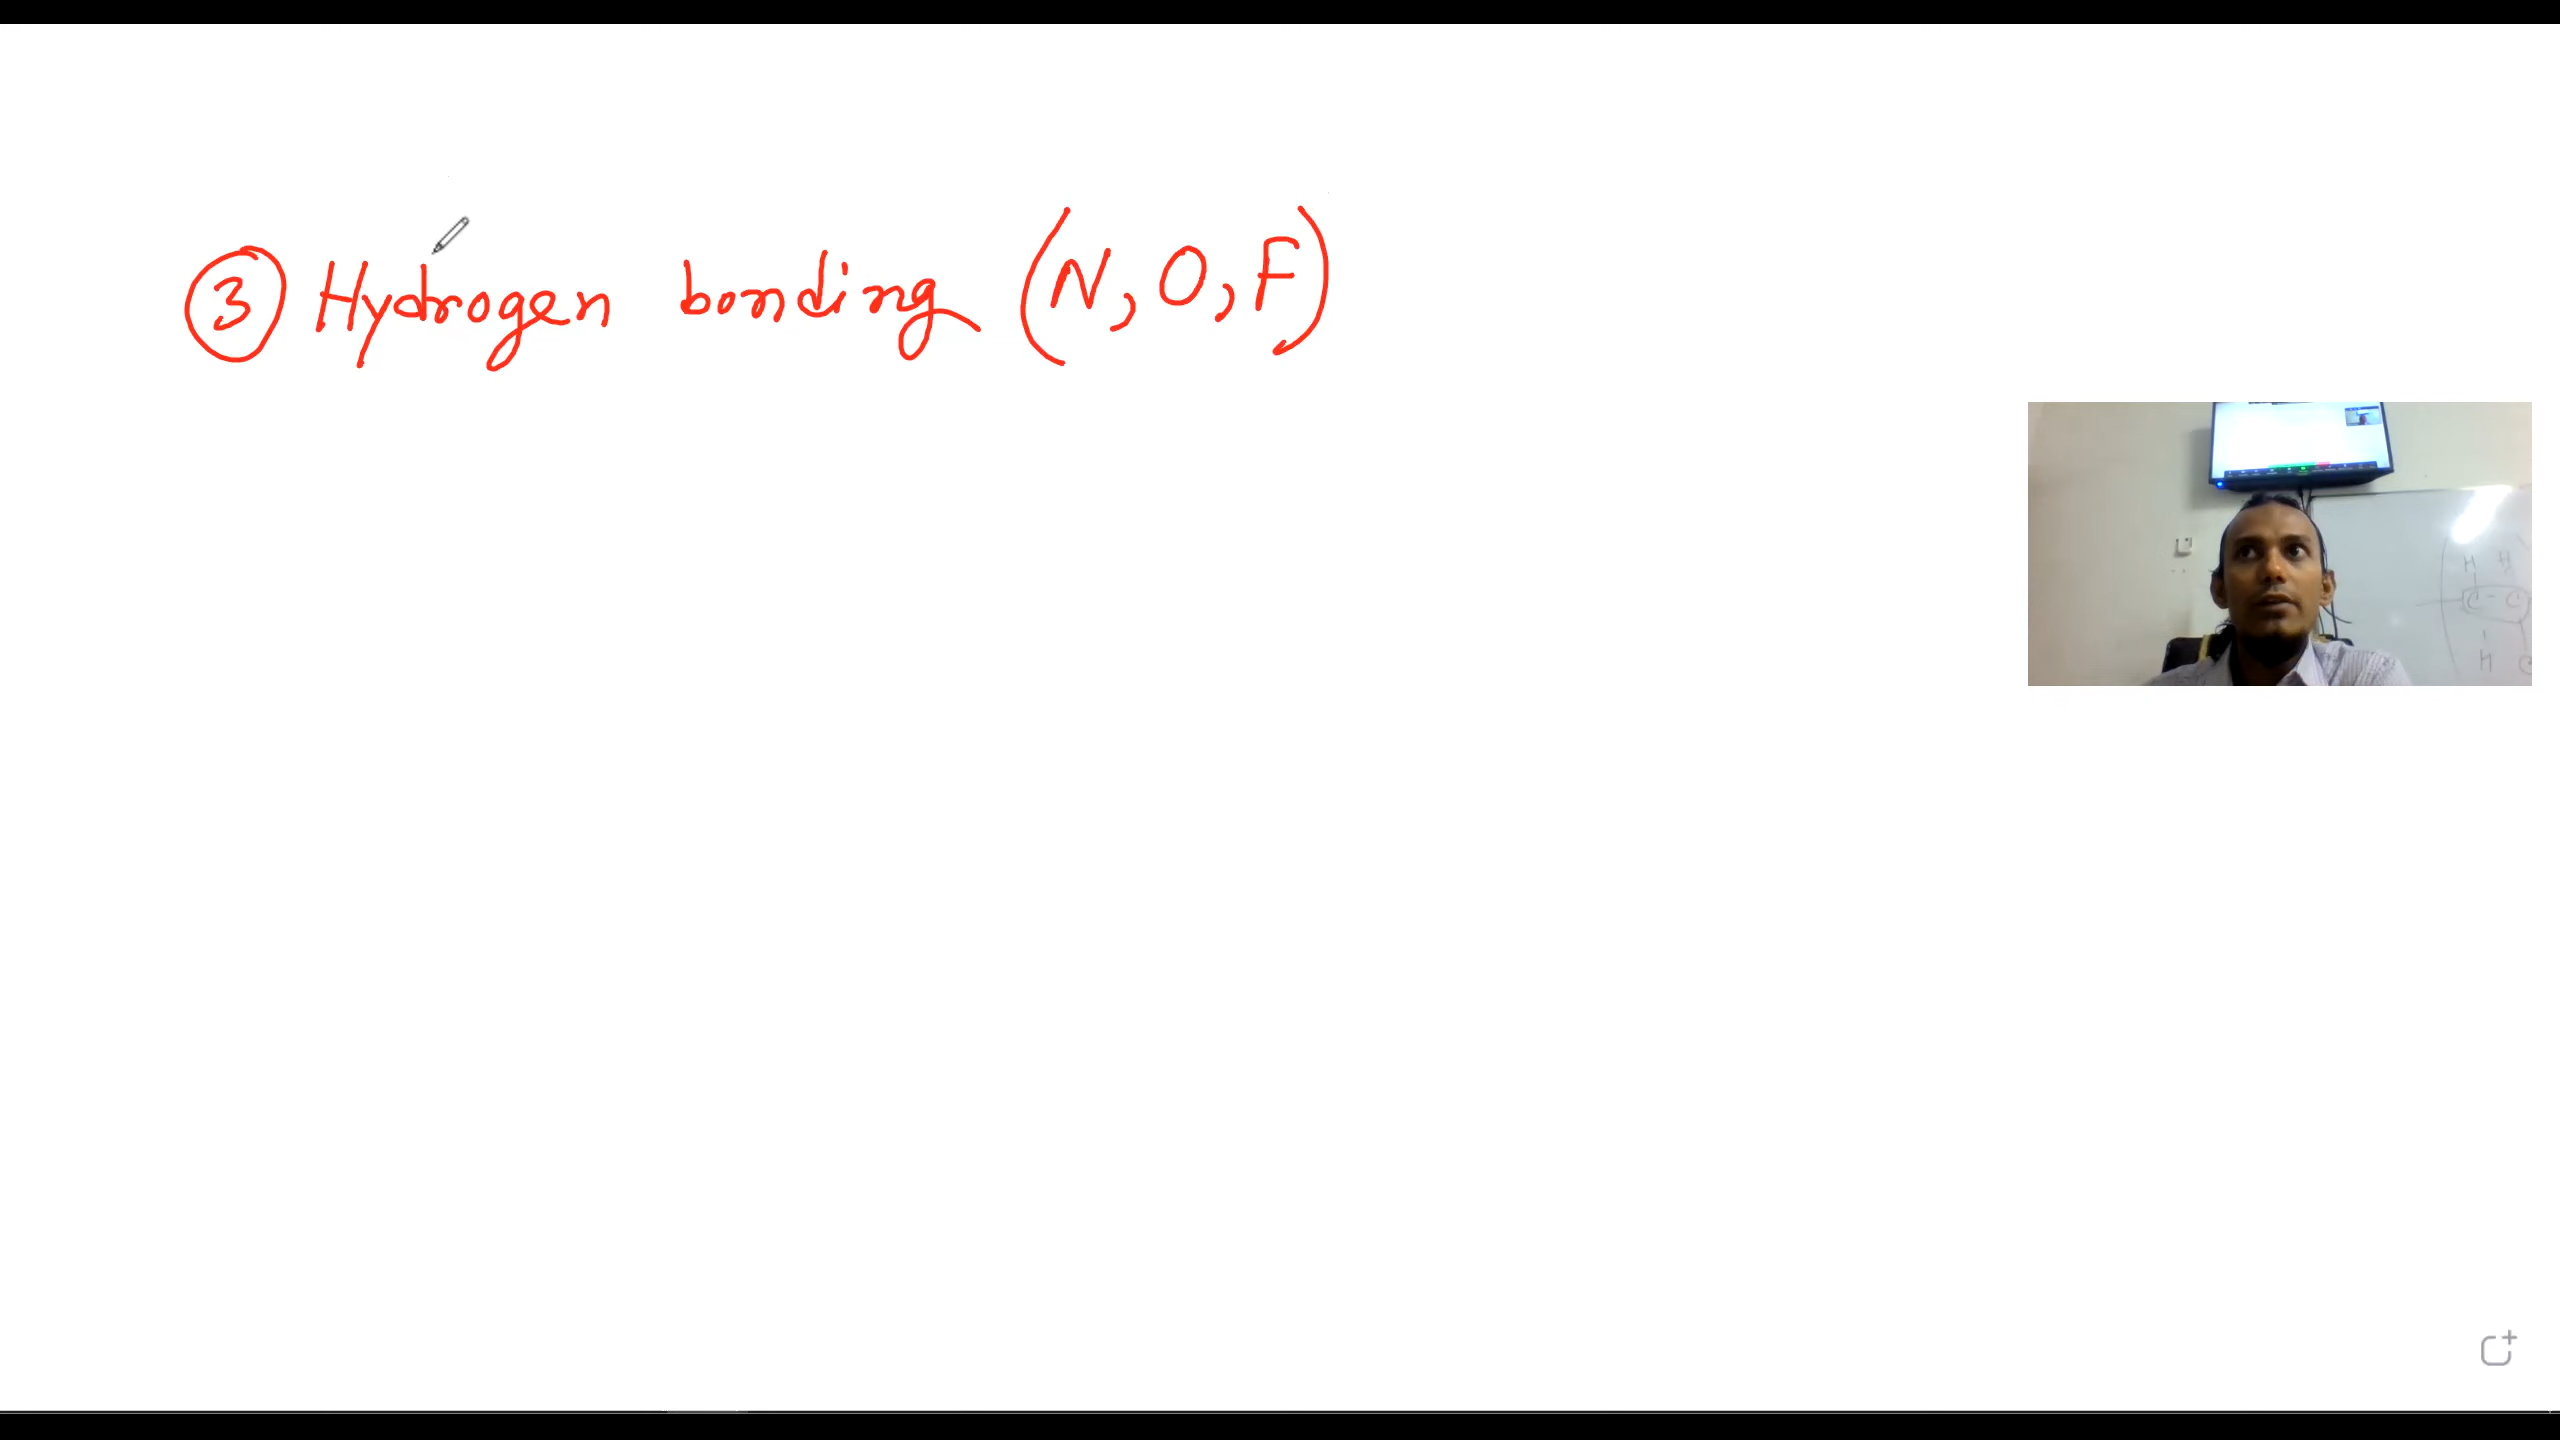 ③ Hydrogen bonding (N, O, F)
H H
C - C
H